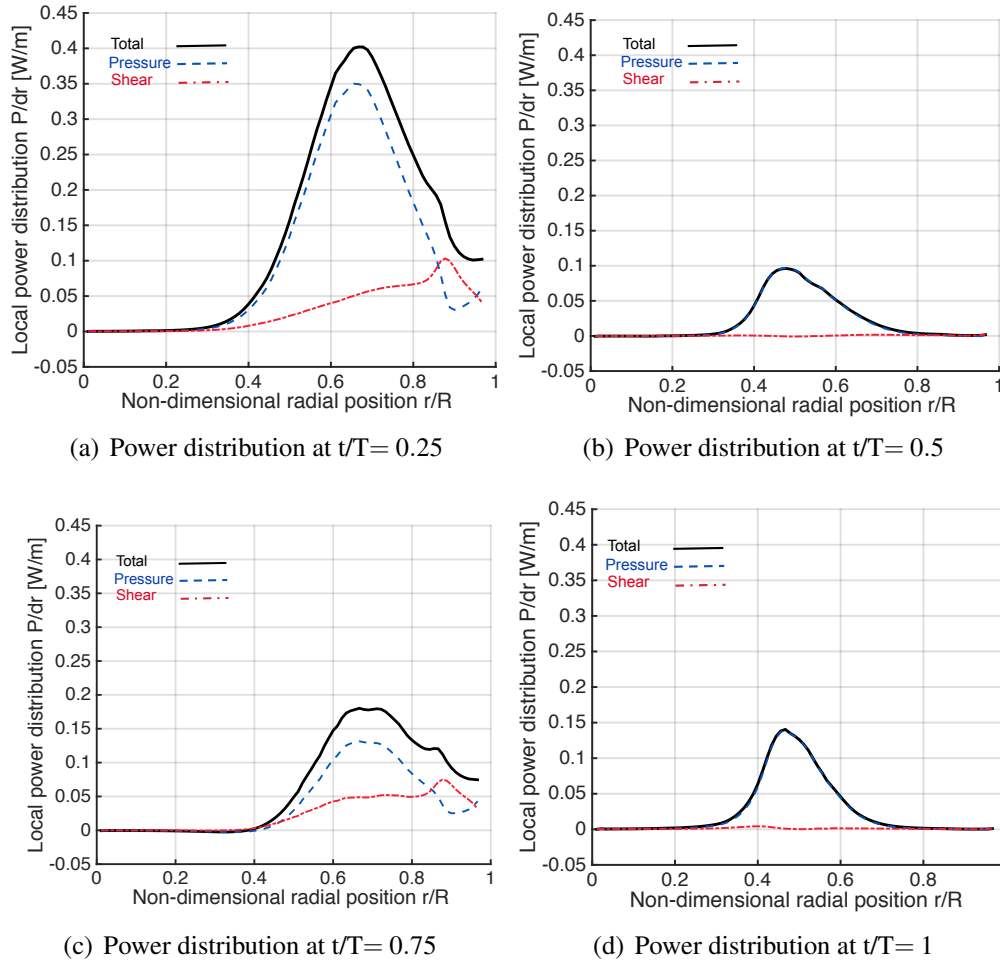 0.45
0.4
0.35
0.3
0.25
0.2
0.15
0.1
0.05
0
-0.05
Local power distribution P/dr [W/m]
Total
Pressure
Shear
0 0.2 0.4 0.6 0.8 1
Non-dimensional radial position r/R
(a) Power distribution at t/T= 0.25
0.45
0.4
0.35
0.3
0.25
0.2
0.15
0.1
0.05
0
-0.05
Local power distribution P/dr [W/m]
Total
Pressure
Shear
0 0.2 0.4 0.6 0.8 1
Non-dimensional radial position r/R
(b) Power distribution at t/T= 0.5
0.45
0.4
0.35
0.3
0.25
0.2
0.15
0.1
0.05
0
-0.05
Local power distribution P/dr [W/m]
Total
Pressure
Shear
0 0.2 0.4 0.6 0.8 1
Non-dimensional radial position r/R
(c) Power distribution at t/T= 0.75
0.45
0.4
0.35
0.3
0.25
0.2
0.15
0.1
0.05
0
-0.05
Local power distribution P/dr [W/m]
Total
Pressure
Shear
0 0.2 0.4 0.6 0.8
Non-dimensional radial position r/R
(d) Power distribution at t/T= 1